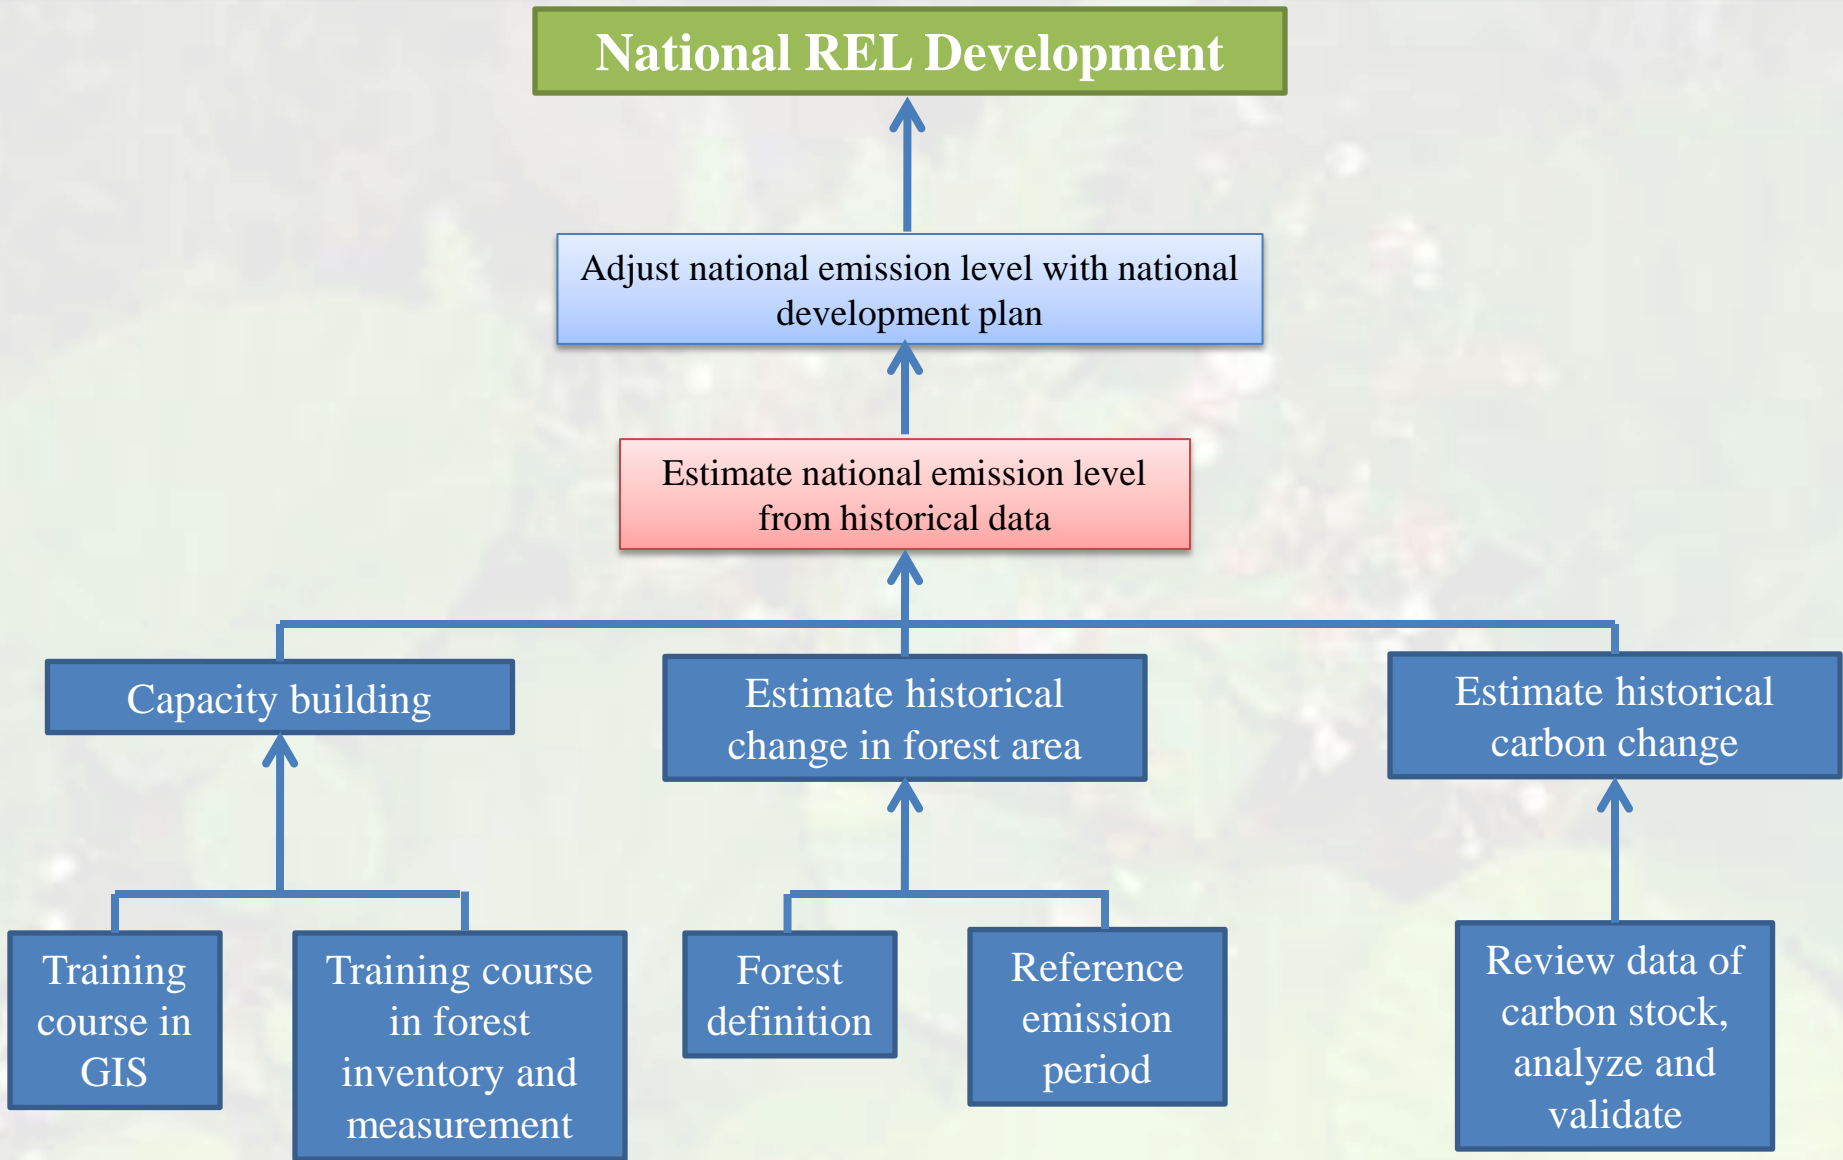 National REL Development
Adjust national emission level with national
development plan
Estimate national emission level
from historical data
Capacity building
Estimate historical
change in forest area
Estimate historical
carbon change
Training
course in
GIS
Training course
in forest
inventory and
measurement
Forest
definition
Reference
emission
period
Review data of
carbon stock,
analyze and
validate